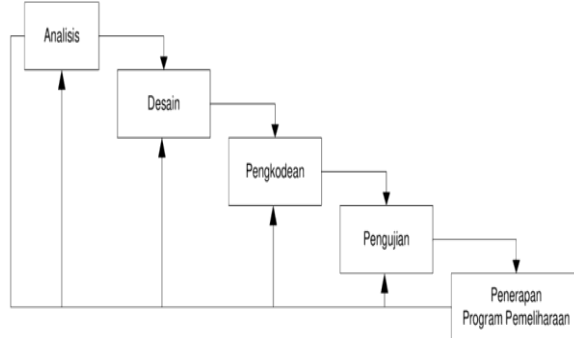 Analisis
Desain
Pengkodean
Pengujian
Penerapan
Program Pemeliharaan